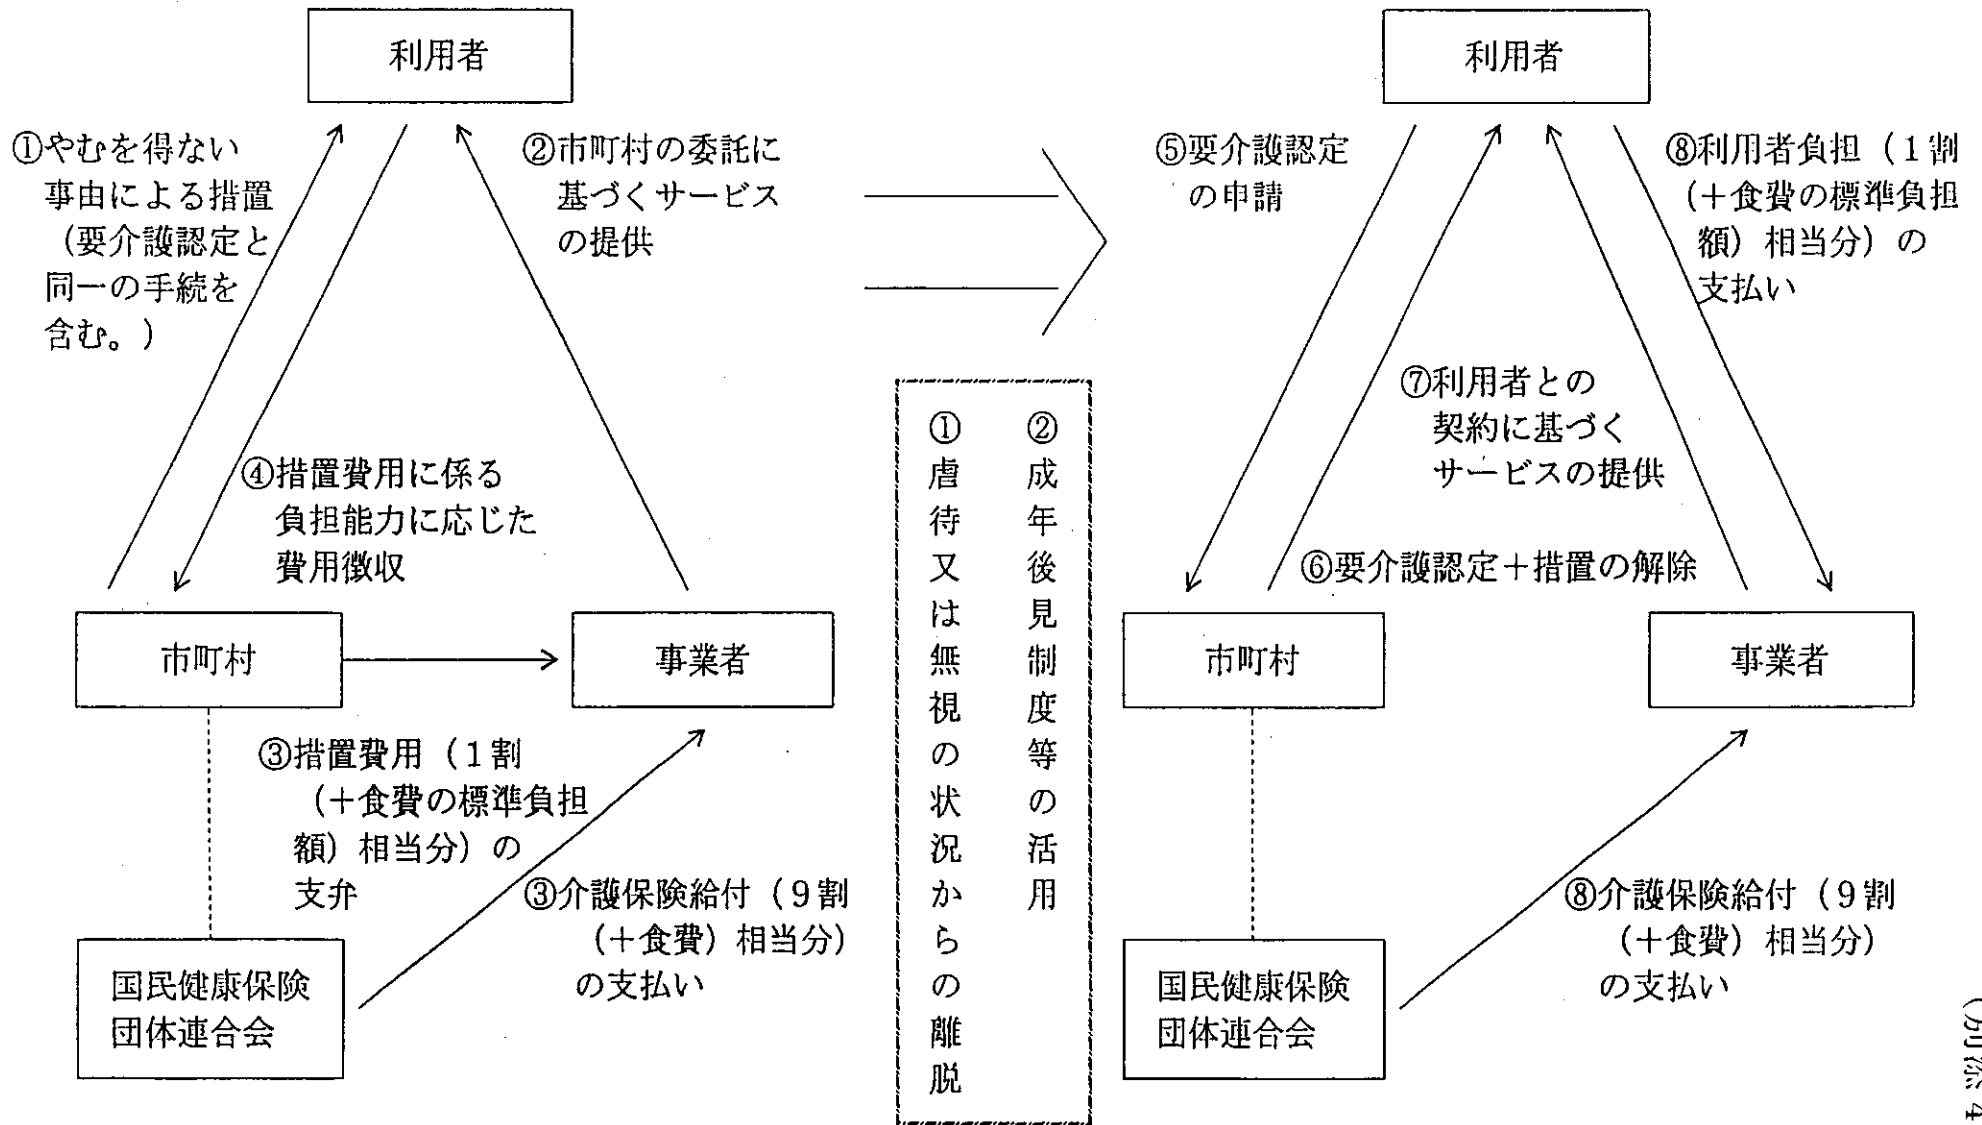 利用者
①やむを得ない
事由による措置
（要介護認定と
同一の手続を
含む。）
②市町村の委託に
基づくサービス
の提供
④措置費用に係る
負担能力に応じた
費用徴収
市町村
事業者
③措置費用（１割
（＋食費の標準負担
額）相当分）の
支弁
③介護保険給付（９割
（＋食費）相当分）
の支払い
国民健康保険
団体連合会
②成年後見制度等の活用
①虐待又は無視の状況からの離脱
利用者
⑤要介護認定
の申請
⑧利用者負担（１割
（＋食費の標準負担
額）相当分）の
支払い
⑦利用者との
契約に基づく
サービスの提供
⑥要介護認定＋措置の解除
市町村
事業者
⑧介護保険給付（９割
（＋食費）相当分）
の支払い
国民健康保険
団体連合会
（別添４